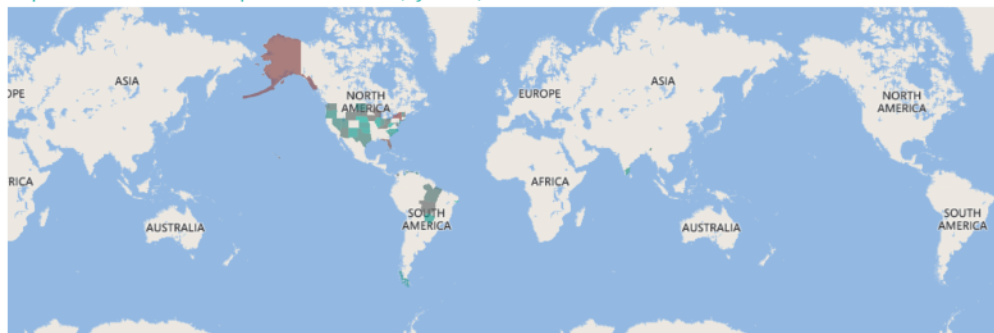 ASIA
NORTH
AMERICA
EUROPE
ASIA
NORTH
AMERICA
OPE
RICA
AFRICA
SOUTH
AMERICA
AUSTRALIA
AUSTRALIA
SOUTH
AMERICA